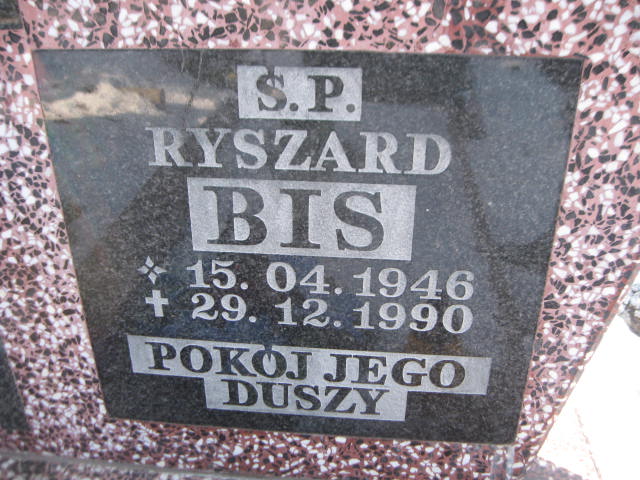 Ś.P.
RYSZARD
BIS
15. 04. 1946
29. 12. 1990
POKÓJ JEGO
DUSZY